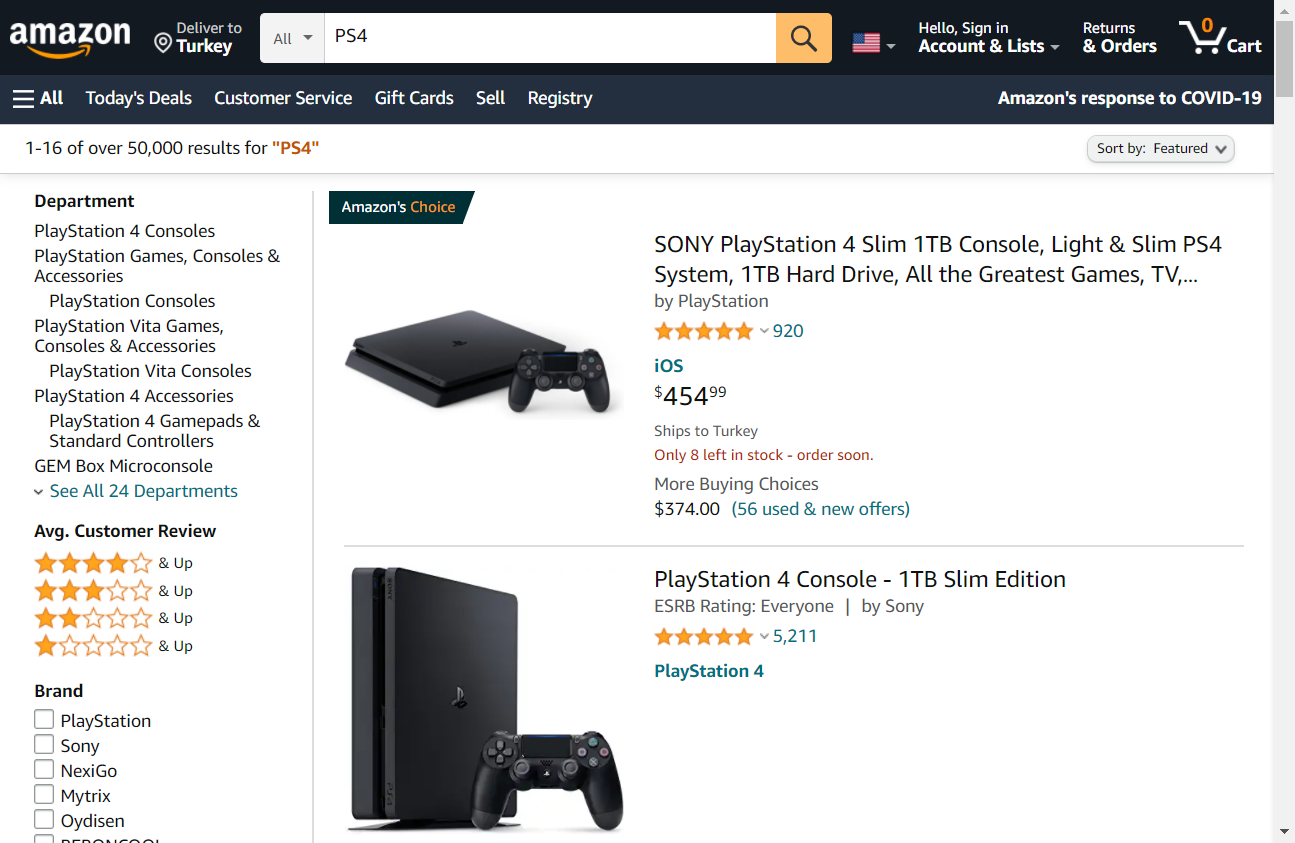 amazon
Deliver to
Turkey
All
PS4
Hello, Sign in
Account & Lists
Returns
& Orders
0
Cart
All
Today's Deals
Customer Service
Gift Cards
Sell
Registry
Amazon's response to COVID-19
1-16 of over 50,000 results for "PS4"
Sort by: Featured
Department
PlayStation 4 Consoles
PlayStation Games, Consoles &
Accessories
PlayStation Consoles
PlayStation Vita Games,
Consoles & Accessories
PlayStation Vita Consoles
PlayStation 4 Accessories
PlayStation 4 Gamepads &
Standard Controllers
GEM Box Microconsole
See All 24 Departments
Avg. Customer Review
& Up
& Up
& Up
& Up
Brand
PlayStation
Sony
NexiGo
Mytrix
Oydisen
Amazon's Choice
SONY PlayStation 4 Slim 1TB Console, Light & Slim PS4
System, 1TB Hard Drive, All the Greatest Games, TV,...
by PlayStation
920
iOS
$45499
Ships to Turkey
Only 8 left in stock - order soon.
More Buying Choices
$374.00 (56 used & new offers)
SONY
PS4
PlayStation 4 Console - 1TB Slim Edition
ESRB Rating: Everyone | by Sony
5,211
PlayStation 4